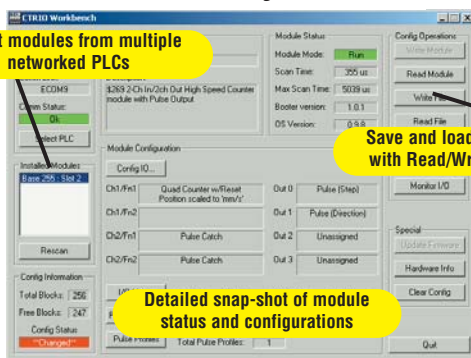 CTRIO Workbench
t modules from multiple
networked PLCs
ECOM9
Comm Status:
Ok
Select PLC
$269 2-Ch In/2ch Out High Speed Counter
module with Pulse Output
Module Status
Module Mode: Run
Scan Time: 355 us
Max Scan Time: 5039 us
Booter version: 1.0.1
OS Version: 0.9.8
Config Operations
Write Module
Read Module
Write File
Read File
Save and load
with Read/Wr
Monitor I/O
Installed Modules
Base 255 : Slot 2
Rescan
Module Configuration
Config IO...
Ch1/Fn1 Quad Counter w/Reset
Position scaled to 'mm/s'
Out 0 Pulse (Step)
Ch1/Fn2
Out 1 Pulse (Direction)
Ch2/Fn1 Pulse Catch
Out 2 Unassigned
Ch2/Fn2 Pulse Catch
Out 3 Unassigned
Special
Update Firmware
Hardware Info
Clear Config
Quit
Config Information
Total Blocks: 256
Free Blocks: 247
Config Status
**Changed**
Detailed snap-shot of module
status and configurations
Pulse Profiles
Total Pulse Profiles: 1